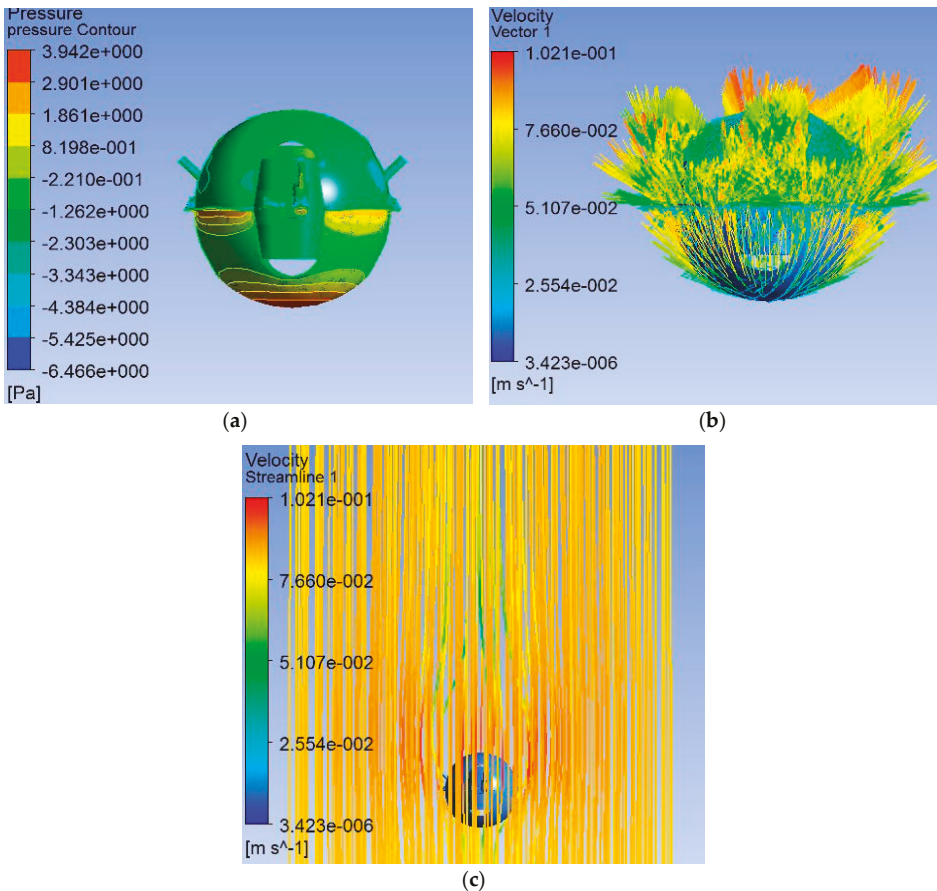 Pressure
pressure Contour
3.942e+000
2.901e+000
1.861e+000
8.198e-001
-2.210e-001
-1.262e+000
-2.303e+000
-3.343e+000
-4.384e+000
-5.425e+000
-6.466e+000
[Pa]
(a)
Velocity
Vector 1
1.021e-001
7.660e-002
5.107e-002
2.554e-002
3.423e-006
[m s^-1]
(b)
Velocity
Streamline 1
1.021e-001
7.660e-002
5.107e-002
2.554e-002
3.423e-006
[m s^-1]
(c)